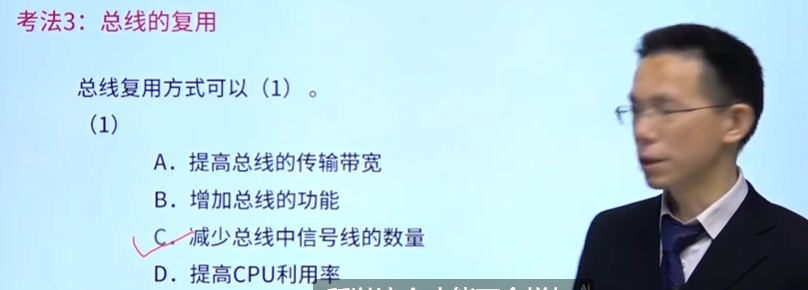 考法3：总线的复用
总线复用方式可以（1）。
（1）
A．提高总线的传输带宽
B．增加总线的功能
C．减少总线中信号线的数量
D．提高CPU利用率